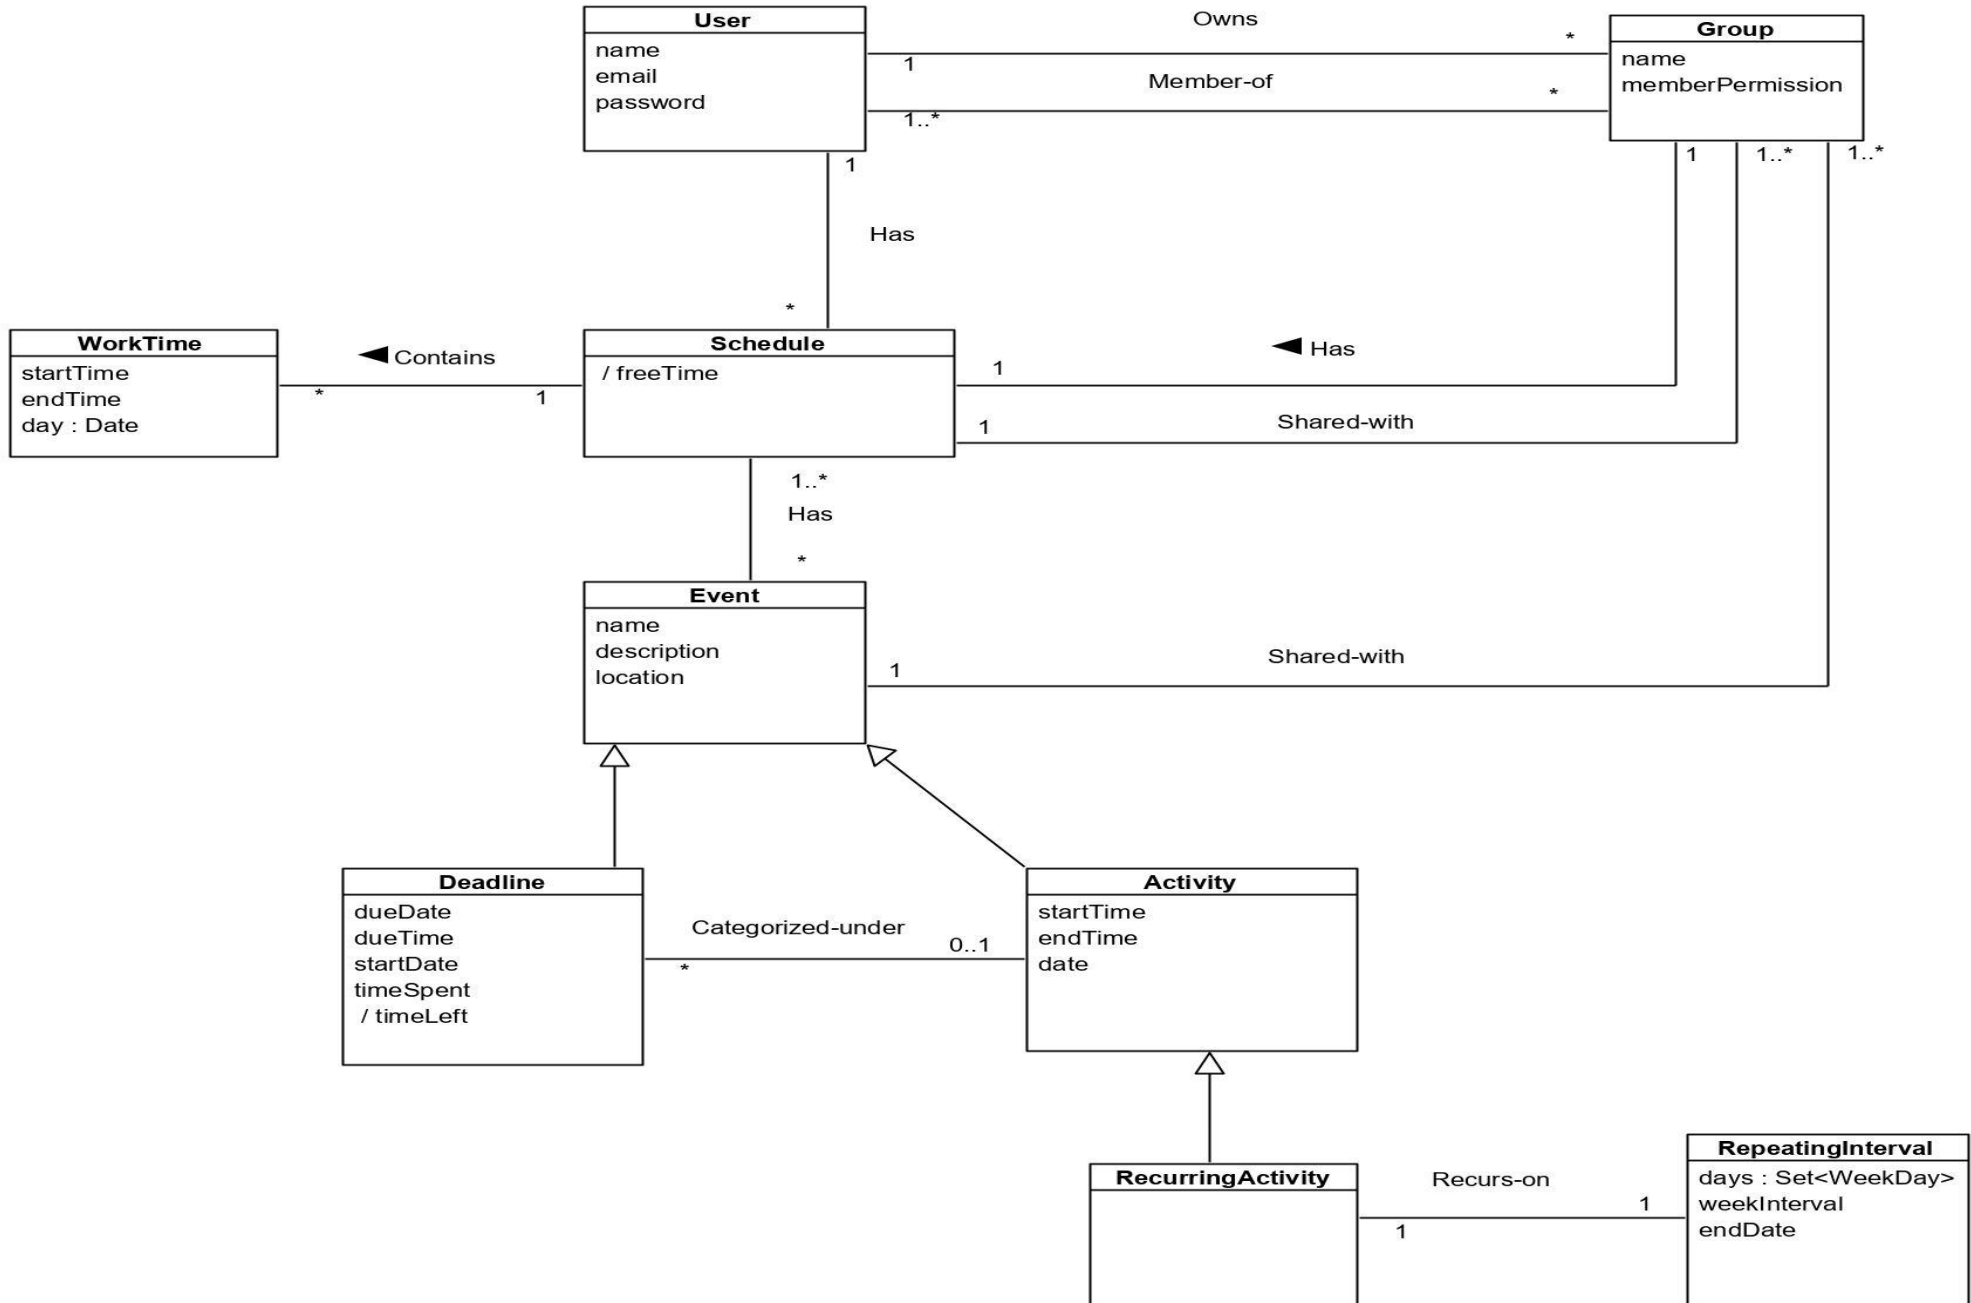 User
name
email
password
Owns
1
*
Member-of
1..*
*
Group
name
memberPermission
1
1..*
1..*
1
Has
*
WorkTime
startTime
endTime
day : Date
Contains
*
1
Schedule
/ freeTime
Has
1
Shared-with
1
1..*
Has
*
Event
name
description
location
Shared-with
1
Deadline
dueDate
dueTime
startDate
timeSpent
/ timeLeft
Categorized-under
*
0..1
Activity
startTime
endTime
date
RecurringActivity
Recurs-on
1
1
RepeatingInterval
days : Set<WeekDay>
weekInterval
endDate